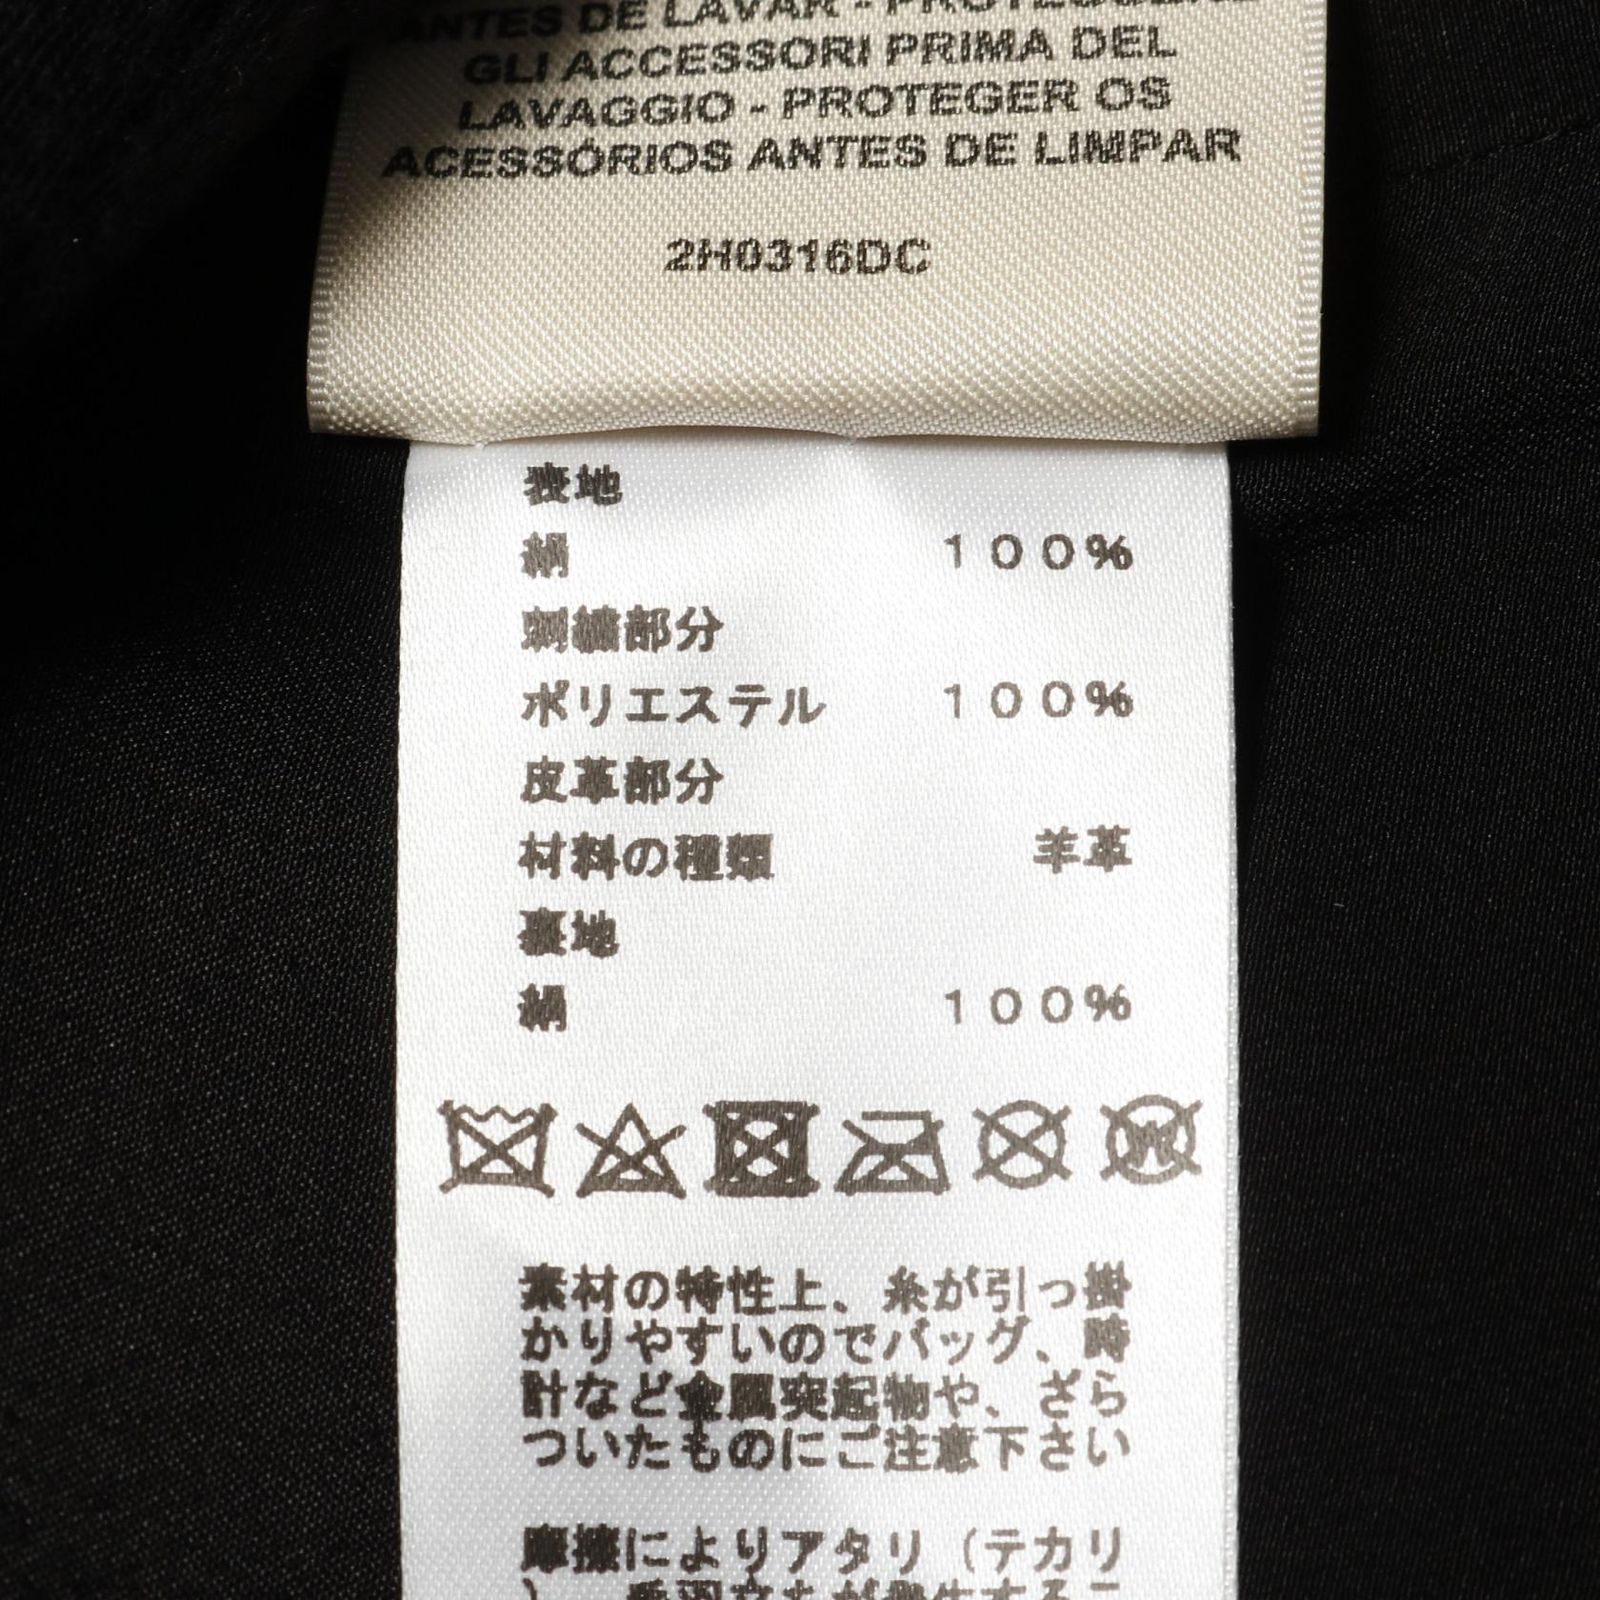 ANTES DE LAVAR - PROTEGGERE
GLI ACCESSORI PRIMA DEL
LAVAGGIO - PROTEGER OS
ACESSÓRIOS ANTES DE LIMPAR
2H0316DC
表地
絹 100%
刺繍部分
ポリエステル 100%
皮革部分
材料の種類 羊革
裏地
絹 100%
素材の特性上、糸が引っ掛
かりやすいのでバッグ、時
計など金属突起物や、ざら
ついたものにご注意下さい
摩擦によりアタリ（テカリ